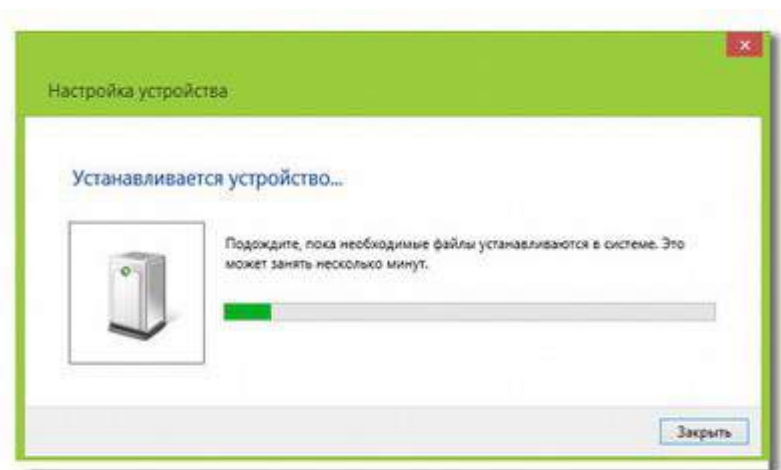 Настройка устройства
Устанавливается устройство...
Подождите, пока необходимые файлы устанавливаются в системе. Это
может занять несколько минут.
Закрыть